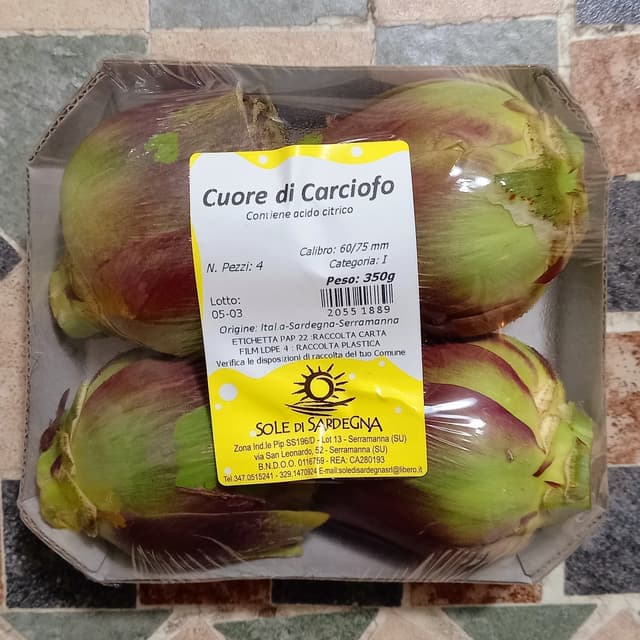 Cuore di Carciofo
Contiene acido citrico
Calibro: 60/75 mm
N. Pezzi: 4
Categoria: I
Peso: 350g
Lotto:
05-03
2055 1889
Origine: Italia-Sardegna-Serramanna
ETICHETTA PAP 22 :RACCOLTA CARTA
FILM LDPE 4 : RACCOLTA PLASTICA
Verifica le disposizioni di raccolta del tuo Comune
SOLE DI SARDEGNA
Zona Ind.le Pip SS196/D - Lot 13 - Serramanna (SU)
via San Leonardo, 52- Serramanna (SU)
B.N.D.O.O. 0116759 - REA: CA280193
Tel.347.0515241 - 329.1470924 E-mail:soledisardegnasrl@libero.it